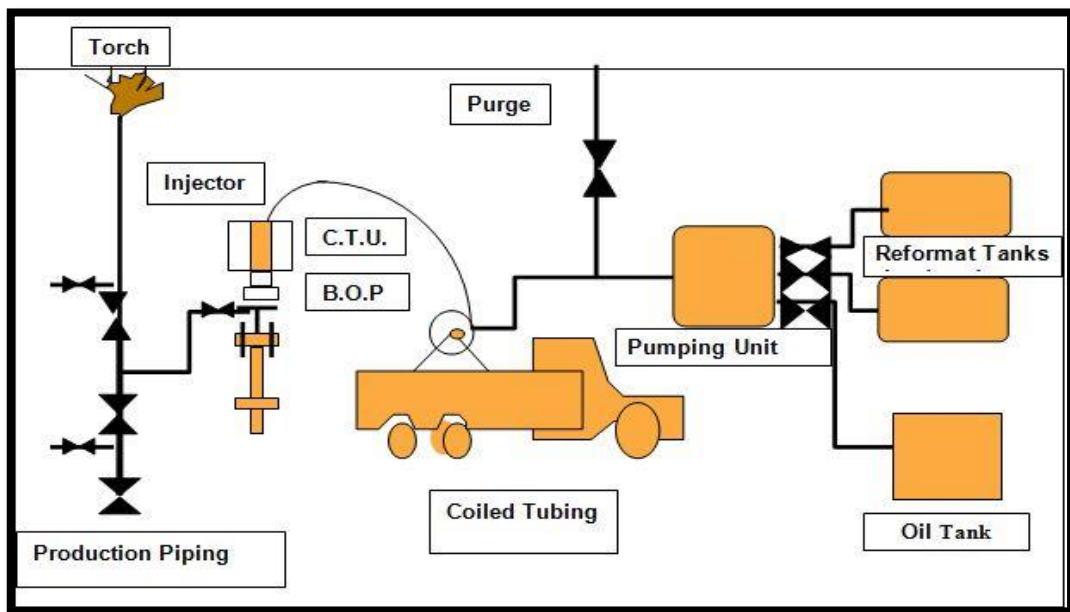 Torch
Purge
Injector
C.T.U.
B.O.P
Reformat Tanks
Pumping Unit
Coiled Tubing
Oil Tank
Production Piping